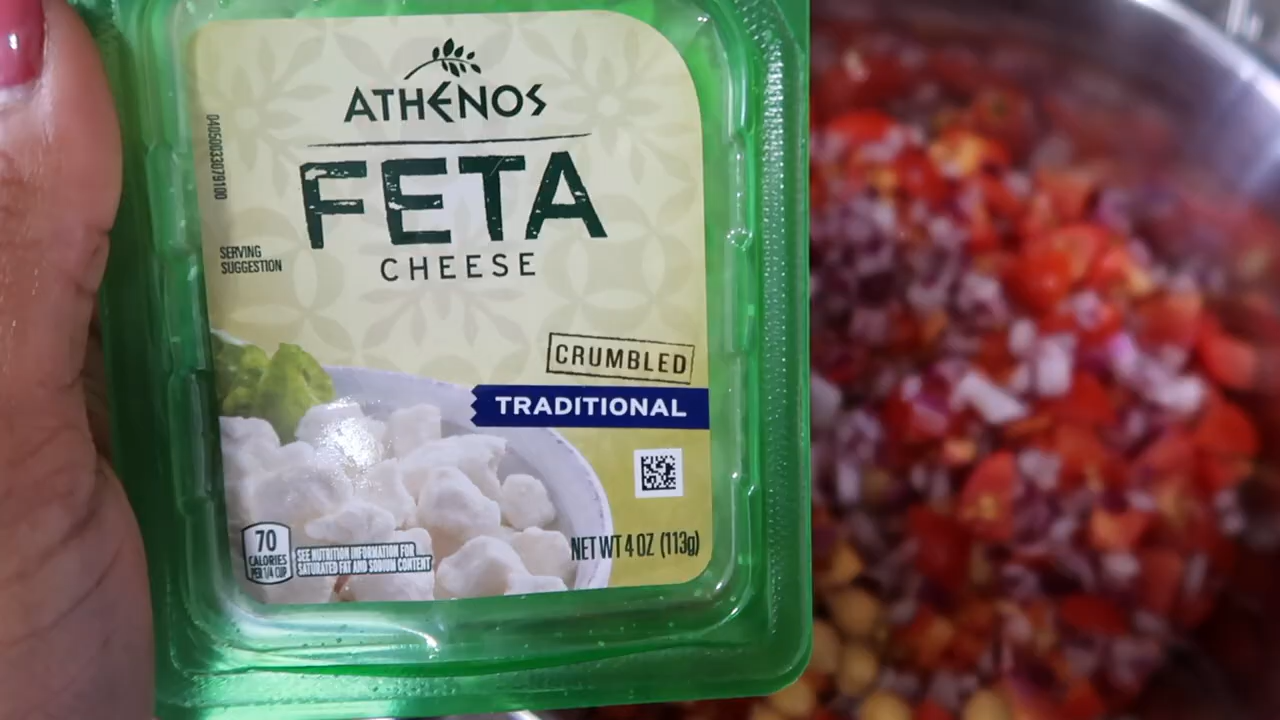 ATHENOS
FETA
CHEESE
SERVING
SUGGESTION
CRUMBLED
TRADITIONAL
70
CALORIES
PER 1/4 CUP
SEE NUTRITION INFORMATION FOR
SATURATED FAT AND SODIUM CONTENT
NET WT 4 OZ (113g)